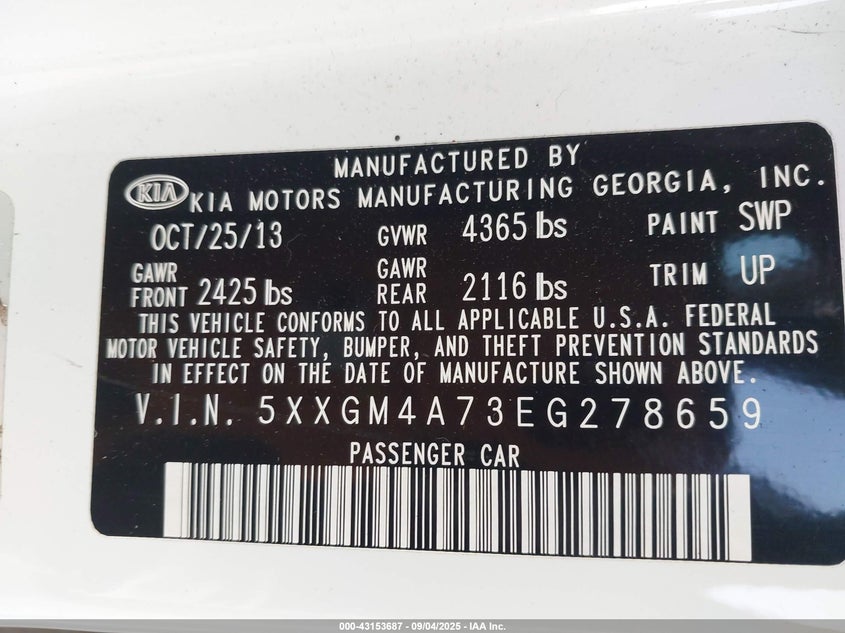 MANUFACTURED BY
KIA KIA MOTORS MANUFACTURING GEORGIA, INC.
OCT/25/13 GVWR 4365 lbs PAINT SWP
GAWR FRONT 2425 lbs GAWR REAR 2116 lbs TRIM UP
THIS VEHICLE CONFORMS TO ALL APPLICABLE U.S.A. FEDERAL
MOTOR VEHICLE SAFETY, BUMPER, AND THEFT PREVENTION STANDARDS
IN EFFECT ON THE DATE OF MANUFACTURE SHOWN ABOVE.
V.I.N. 5XXGM4A73EG278659
PASSENGER CAR
000-43153687 - 09/04/2025 - IAA Inc.